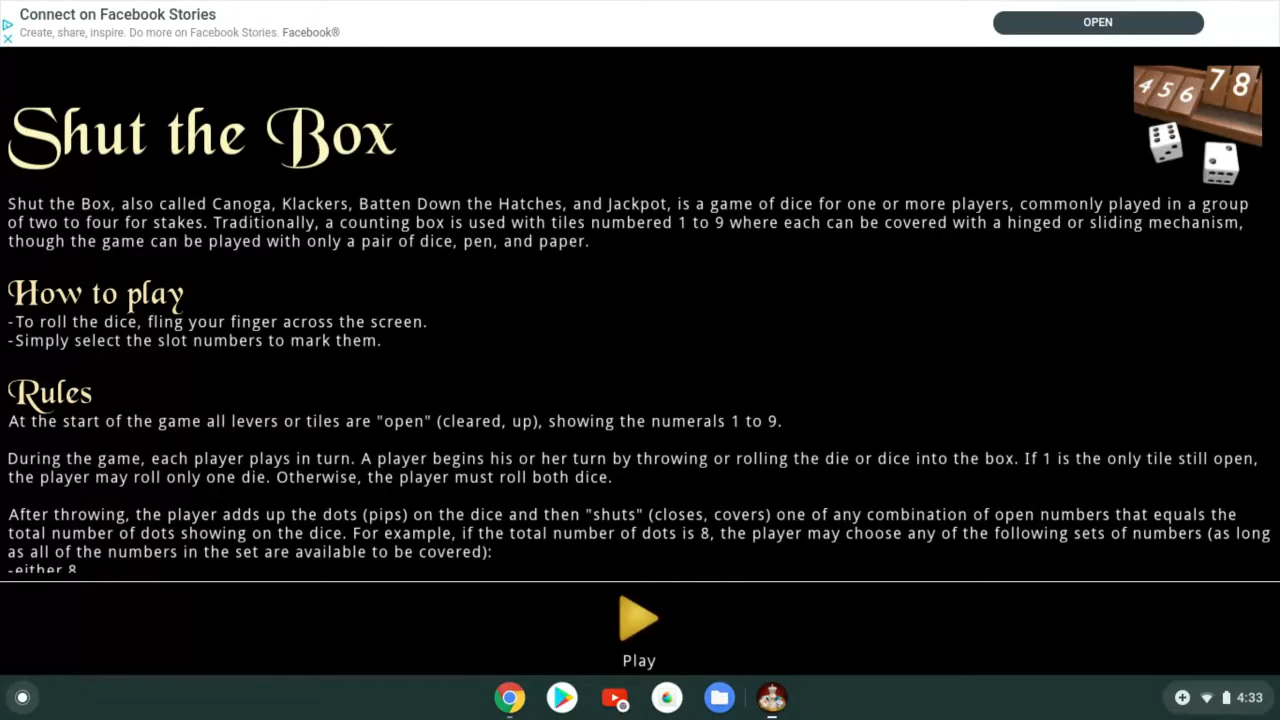 Connect on Facebook Stories
Create, share, inspire. Do more on Facebook Stories. Facebook®
OPEN
4 5 6 7 8
Shut the Box
Shut the Box, also called Canoga, Klackers, Batten Down the Hatches, and Jackpot, is a game of dice for one or more players, commonly played in a group
of two to four for stakes. Traditionally, a counting box is used with tiles numbered 1 to 9 where each can be covered with a hinged or sliding mechanism,
though the game can be played with only a pair of dice, pen, and paper.
How to play
-To roll the dice, fling your finger across the screen.
-Simply select the slot numbers to mark them.
Rules
At the start of the game all levers or tiles are "open" (cleared, up), showing the numerals 1 to 9.
During the game, each player plays in turn. A player begins his or her turn by throwing or rolling the die or dice into the box. If 1 is the only tile still open,
the player may roll only one die. Otherwise, the player must roll both dice.
After throwing, the player adds up the dots (pips) on the dice and then "shuts" (closes, covers) one of any combination of open numbers that equals the
total number of dots showing on the dice. For example, if the total number of dots is 8, the player may choose any of the following sets of numbers (as long
as all of the numbers in the set are available to be covered):
-either 8
Play
4:33